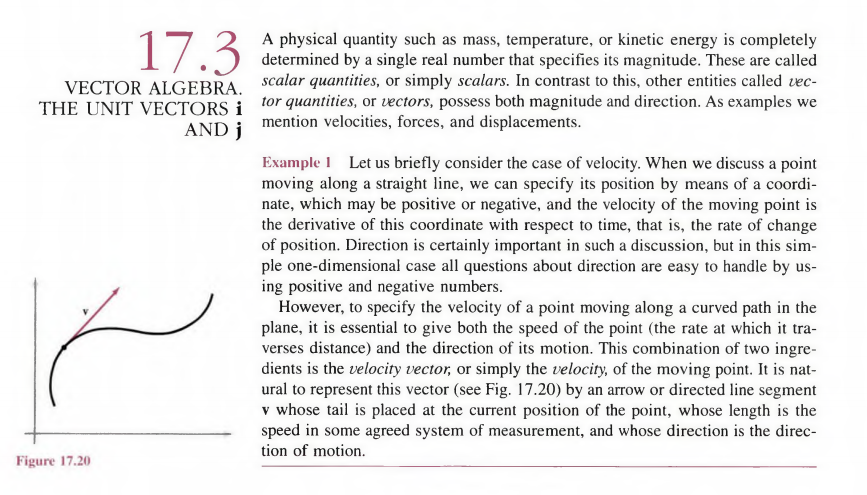 17.3
VECTOR ALGEBRA.
THE UNIT VECTORS i
AND j
A physical quantity such as mass, temperature, or kinetic energy is completely
determined by a single real number that specifies its magnitude. These are called
scalar quantities, or simply scalars. In contrast to this, other entities called vec-
tor quantities, or vectors, possess both magnitude and direction. As examples we
mention velocities, forces, and displacements.
Example 1 Let us briefly consider the case of velocity. When we discuss a point
moving along a straight line, we can specify its position by means of a coordi-
nate, which may be positive or negative, and the velocity of the moving point is
the derivative of this coordinate with respect to time, that is, the rate of change
of position. Direction is certainly important in such a discussion, but in this sim-
ple one-dimensional case all questions about direction are easy to handle by us-
ing positive and negative numbers.
However, to specify the velocity of a point moving along a curved path in the
plane, it is essential to give both the speed of the point (the rate at which it tra-
verses distance) and the direction of its motion. This combination of two ingre-
dients is the velocity vector, or simply the velocity, of the moving point. It is nat-
ural to represent this vector (see Fig. 17.20) by an arrow or directed line segment
v whose tail is placed at the current position of the point, whose length is the
speed in some agreed system of measurement, and whose direction is the direc-
tion of motion.
v
Figure 17.20